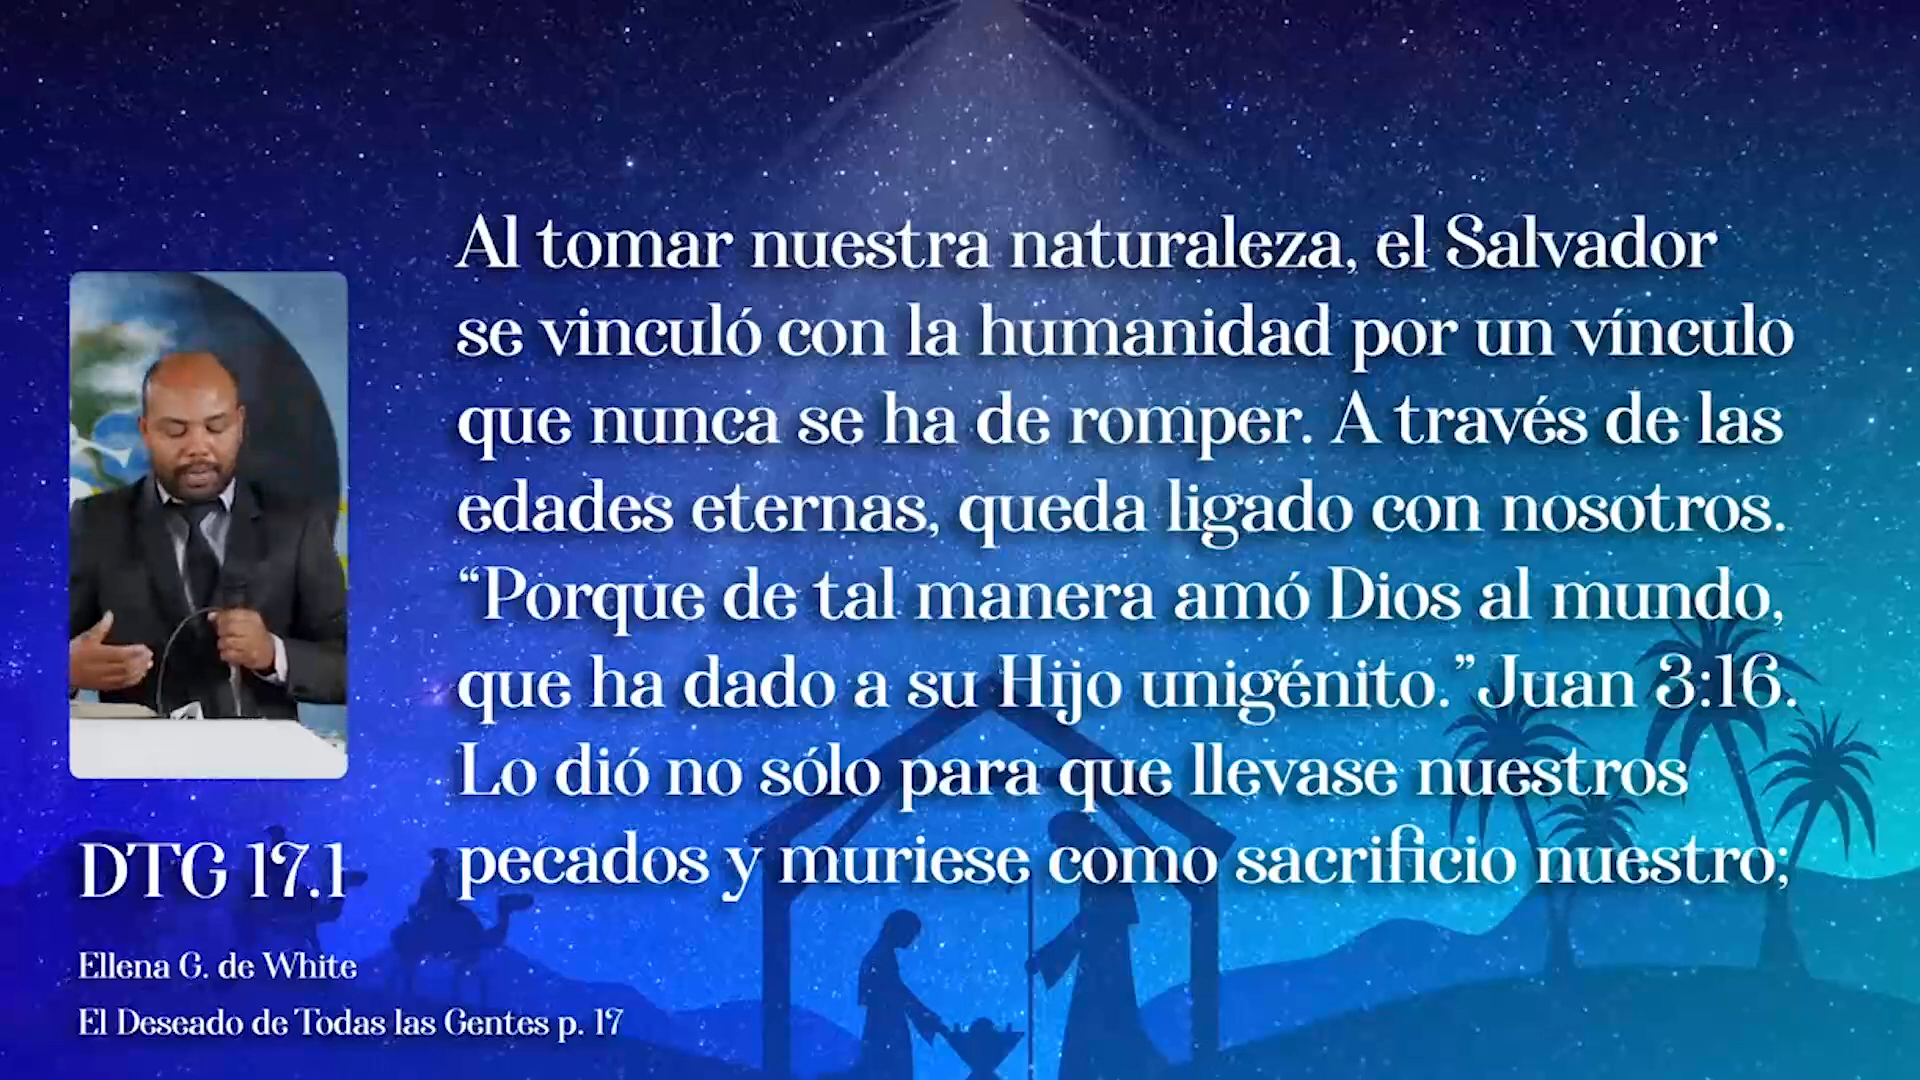 Al tomar nuestra naturaleza, el Salvador
se vinculó con la humanidad por un vínculo
que nunca se ha de romper. A través de las
edades eternas, queda ligado con nosotros.
“Porque de tal manera amó Dios al mundo,
que ha dado a su Hijo unigénito.” Juan 3:16.
Lo dió no sólo para que llevase nuestros
pecados y muriese como sacrificio nuestro;
DTG 17.1
Ellena G. de White
El Deseado de Todas las Gentes p. 17